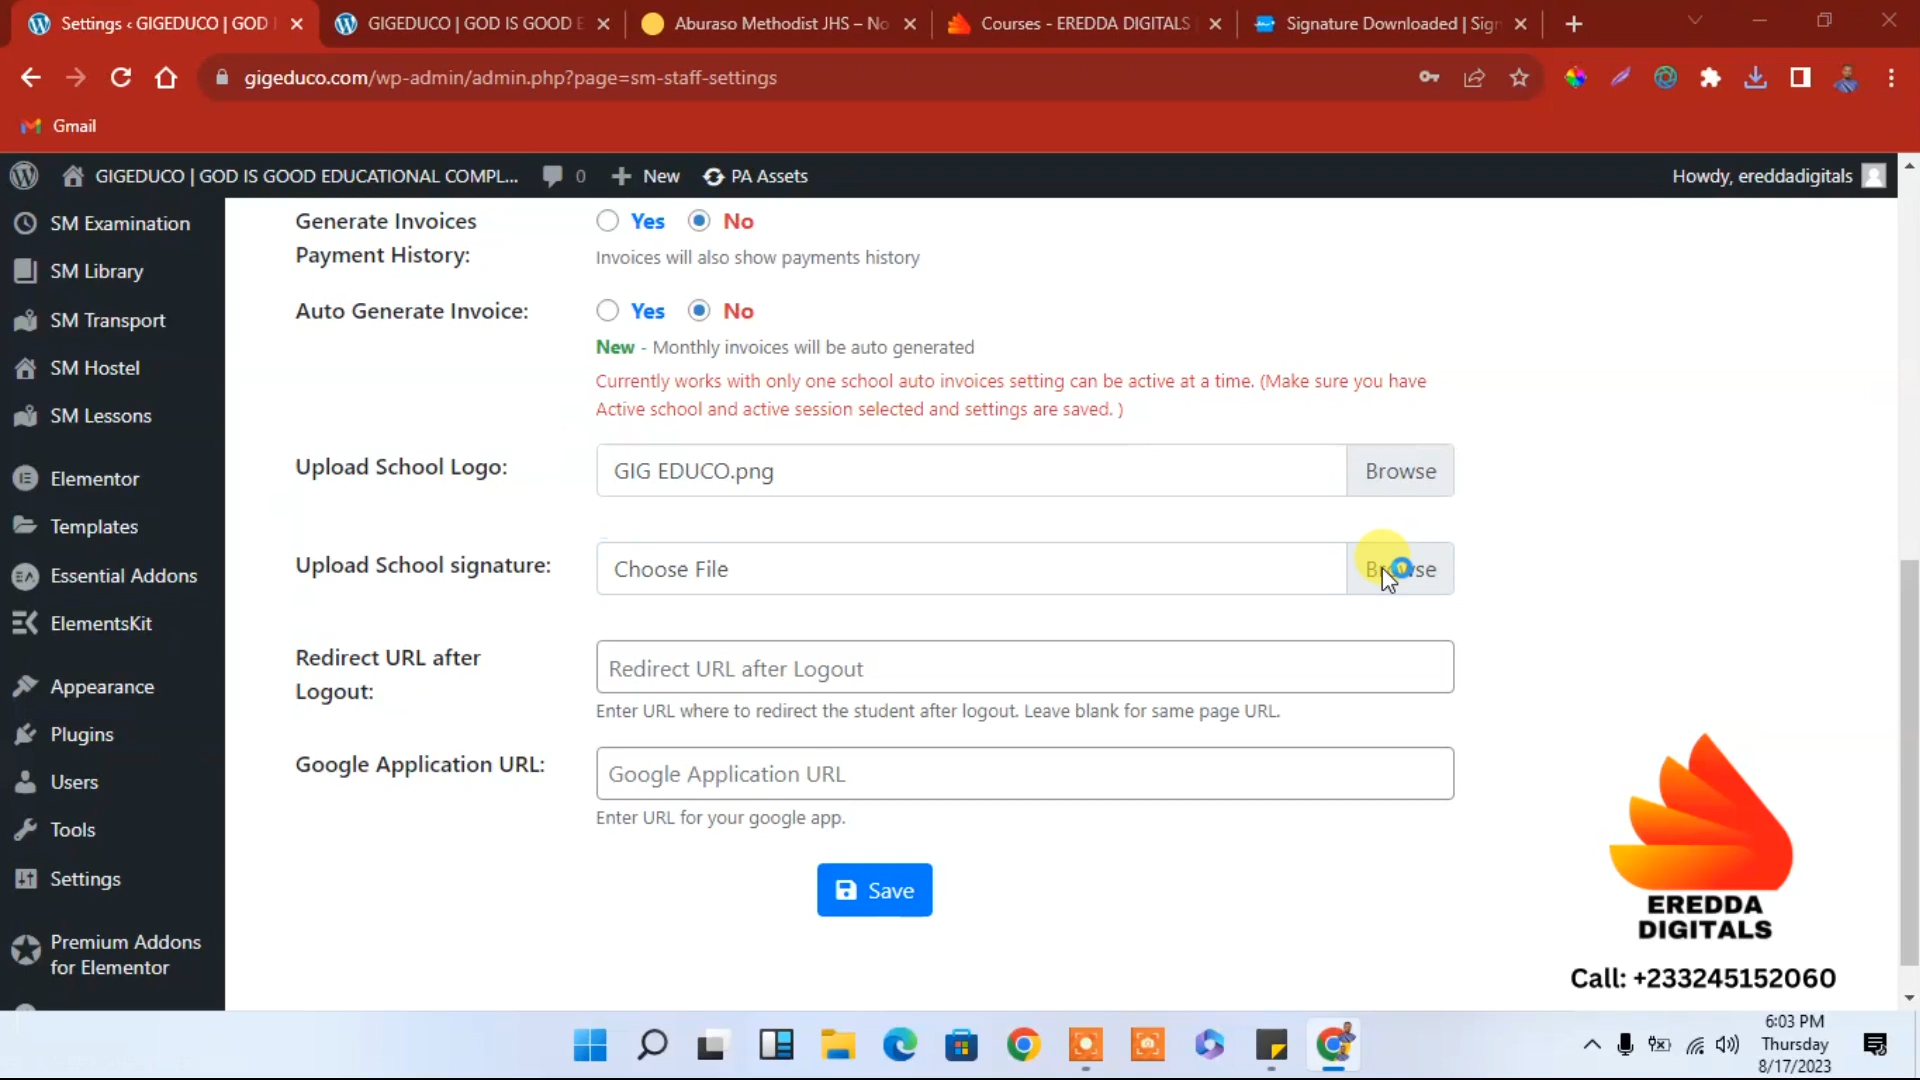 Settings ‹ GIGEDUCO | GOD
GIGEDUCO | GOD IS GOOD E
Aburaso Methodist JHS – No
Courses - EREDDA DIGITALS
Signature Downloaded | Sig
gigeduco.com/wp-admin/admin.php?page=sm-staff-settings
Gmail
GIGEDUCO | GOD IS GOOD EDUCATIONAL COMPL...
0
New
PA Assets
Howdy, ereddadigitals
SM Examination
SM Library
SM Transport
SM Hostel
SM Lessons
Elementor
Templates
Essential Addons
ElementsKit
Appearance
Plugins
Users
Tools
Settings
Premium Addons
for Elementor
Generate Invoices
Payment History:
Yes No
Invoices will also show payments history
Auto Generate Invoice:
Yes No
New - Monthly invoices will be auto generated
Currently works with only one school auto invoices setting can be active at a time. (Make sure you have
Active school and active session selected and settings are saved. )
Upload School Logo:
GIG EDUCO.png
Browse
Upload School signature:
Choose File
Browse
Redirect URL after
Logout:
Redirect URL after Logout
Enter URL where to redirect the student after logout. Leave blank for same page URL.
Google Application URL:
Google Application URL
Enter URL for your google app.
Save
EREDDA
DIGITALS
Call: +233245152060
6:03 PM
Thursday
8/17/2023